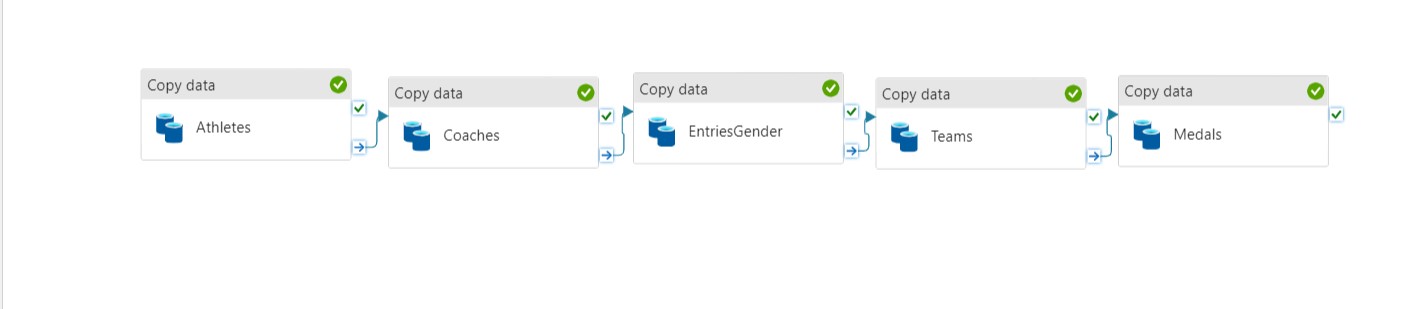 Copy data
Athletes
Copy data
Coaches
Copy data
EntriesGender
Copy data
Teams
Copy data
Medals